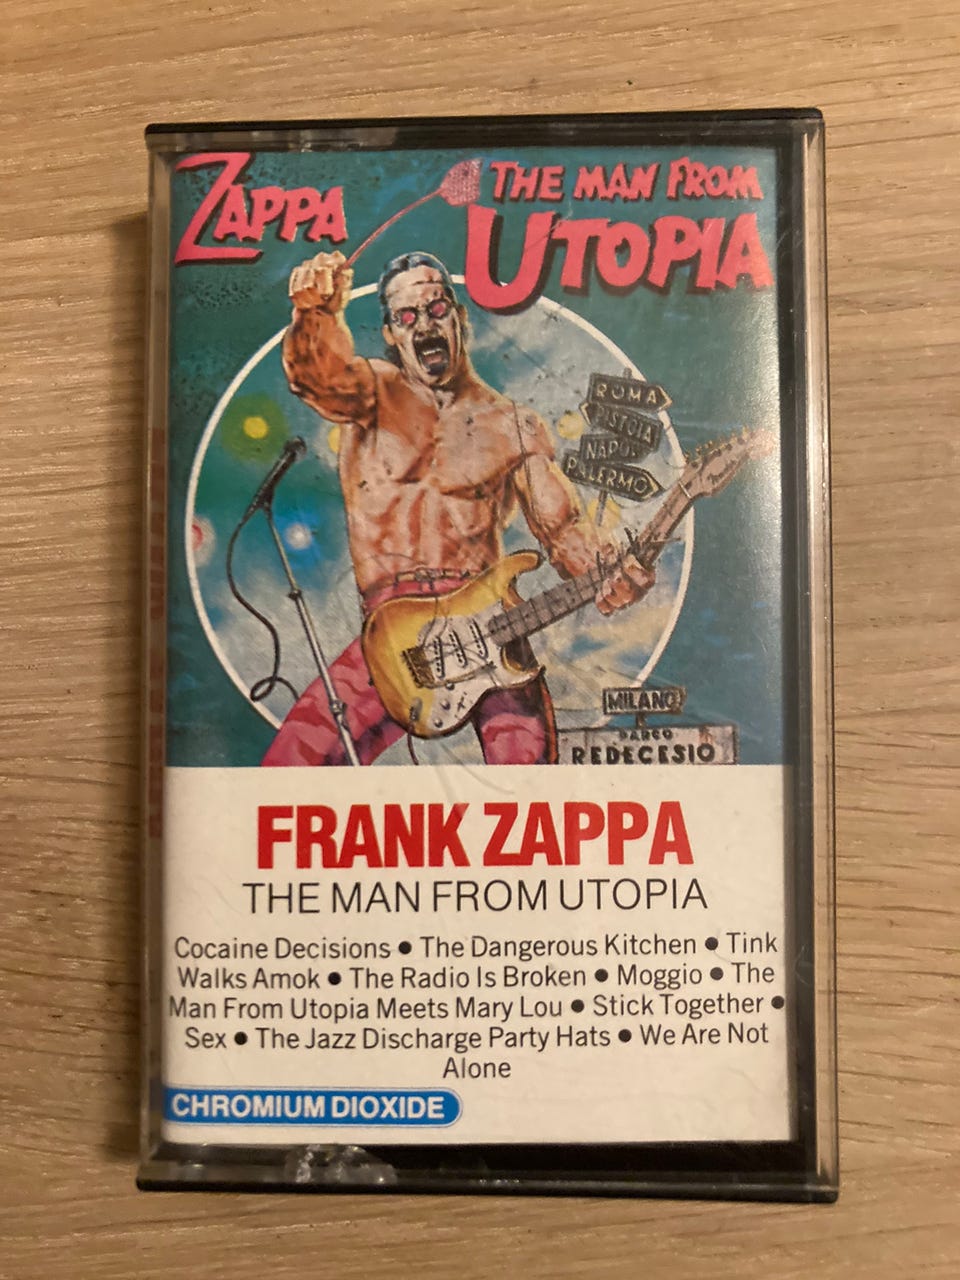 ZAPPA
THE MAN FROM
UTOPIA
ROMA
PISTOIA
NAPOLI
PALERMO
MILANO
PARCO
REDECESIO
FRANK ZAPPA
THE MAN FROM UTOPIA
Cocaine Decisions ● The Dangerous Kitchen ● Tink
Walks Amok ● The Radio Is Broken ● Moggio ● The
Man From Utopia Meets Mary Lou ● Stick Together ●
Sex ● The Jazz Discharge Party Hats ● We Are Not
Alone
CHROMIUM DIOXIDE